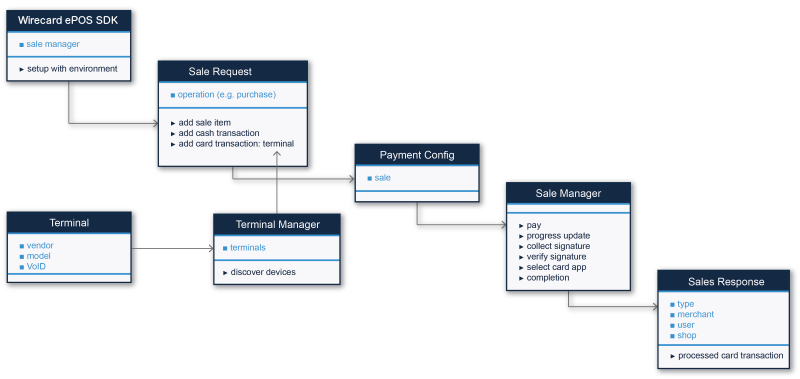 Wirecard ePOS SDK
■ sale manager
► setup with environment
Sale Request
■ operation (e.g. purchase)
► add sale item
► add cash transaction
► add card transaction: terminal
Payment Config
■ sale
Sale Manager
► pay
► progress update
► collect signature
► verify signature
► select card app
► completion
Terminal
■ vendor
■ model
■ VoID
Terminal Manager
■ terminals
► discover devices
Sales Response
■ type
■ merchant
■ user
■ shop
► processed card transaction